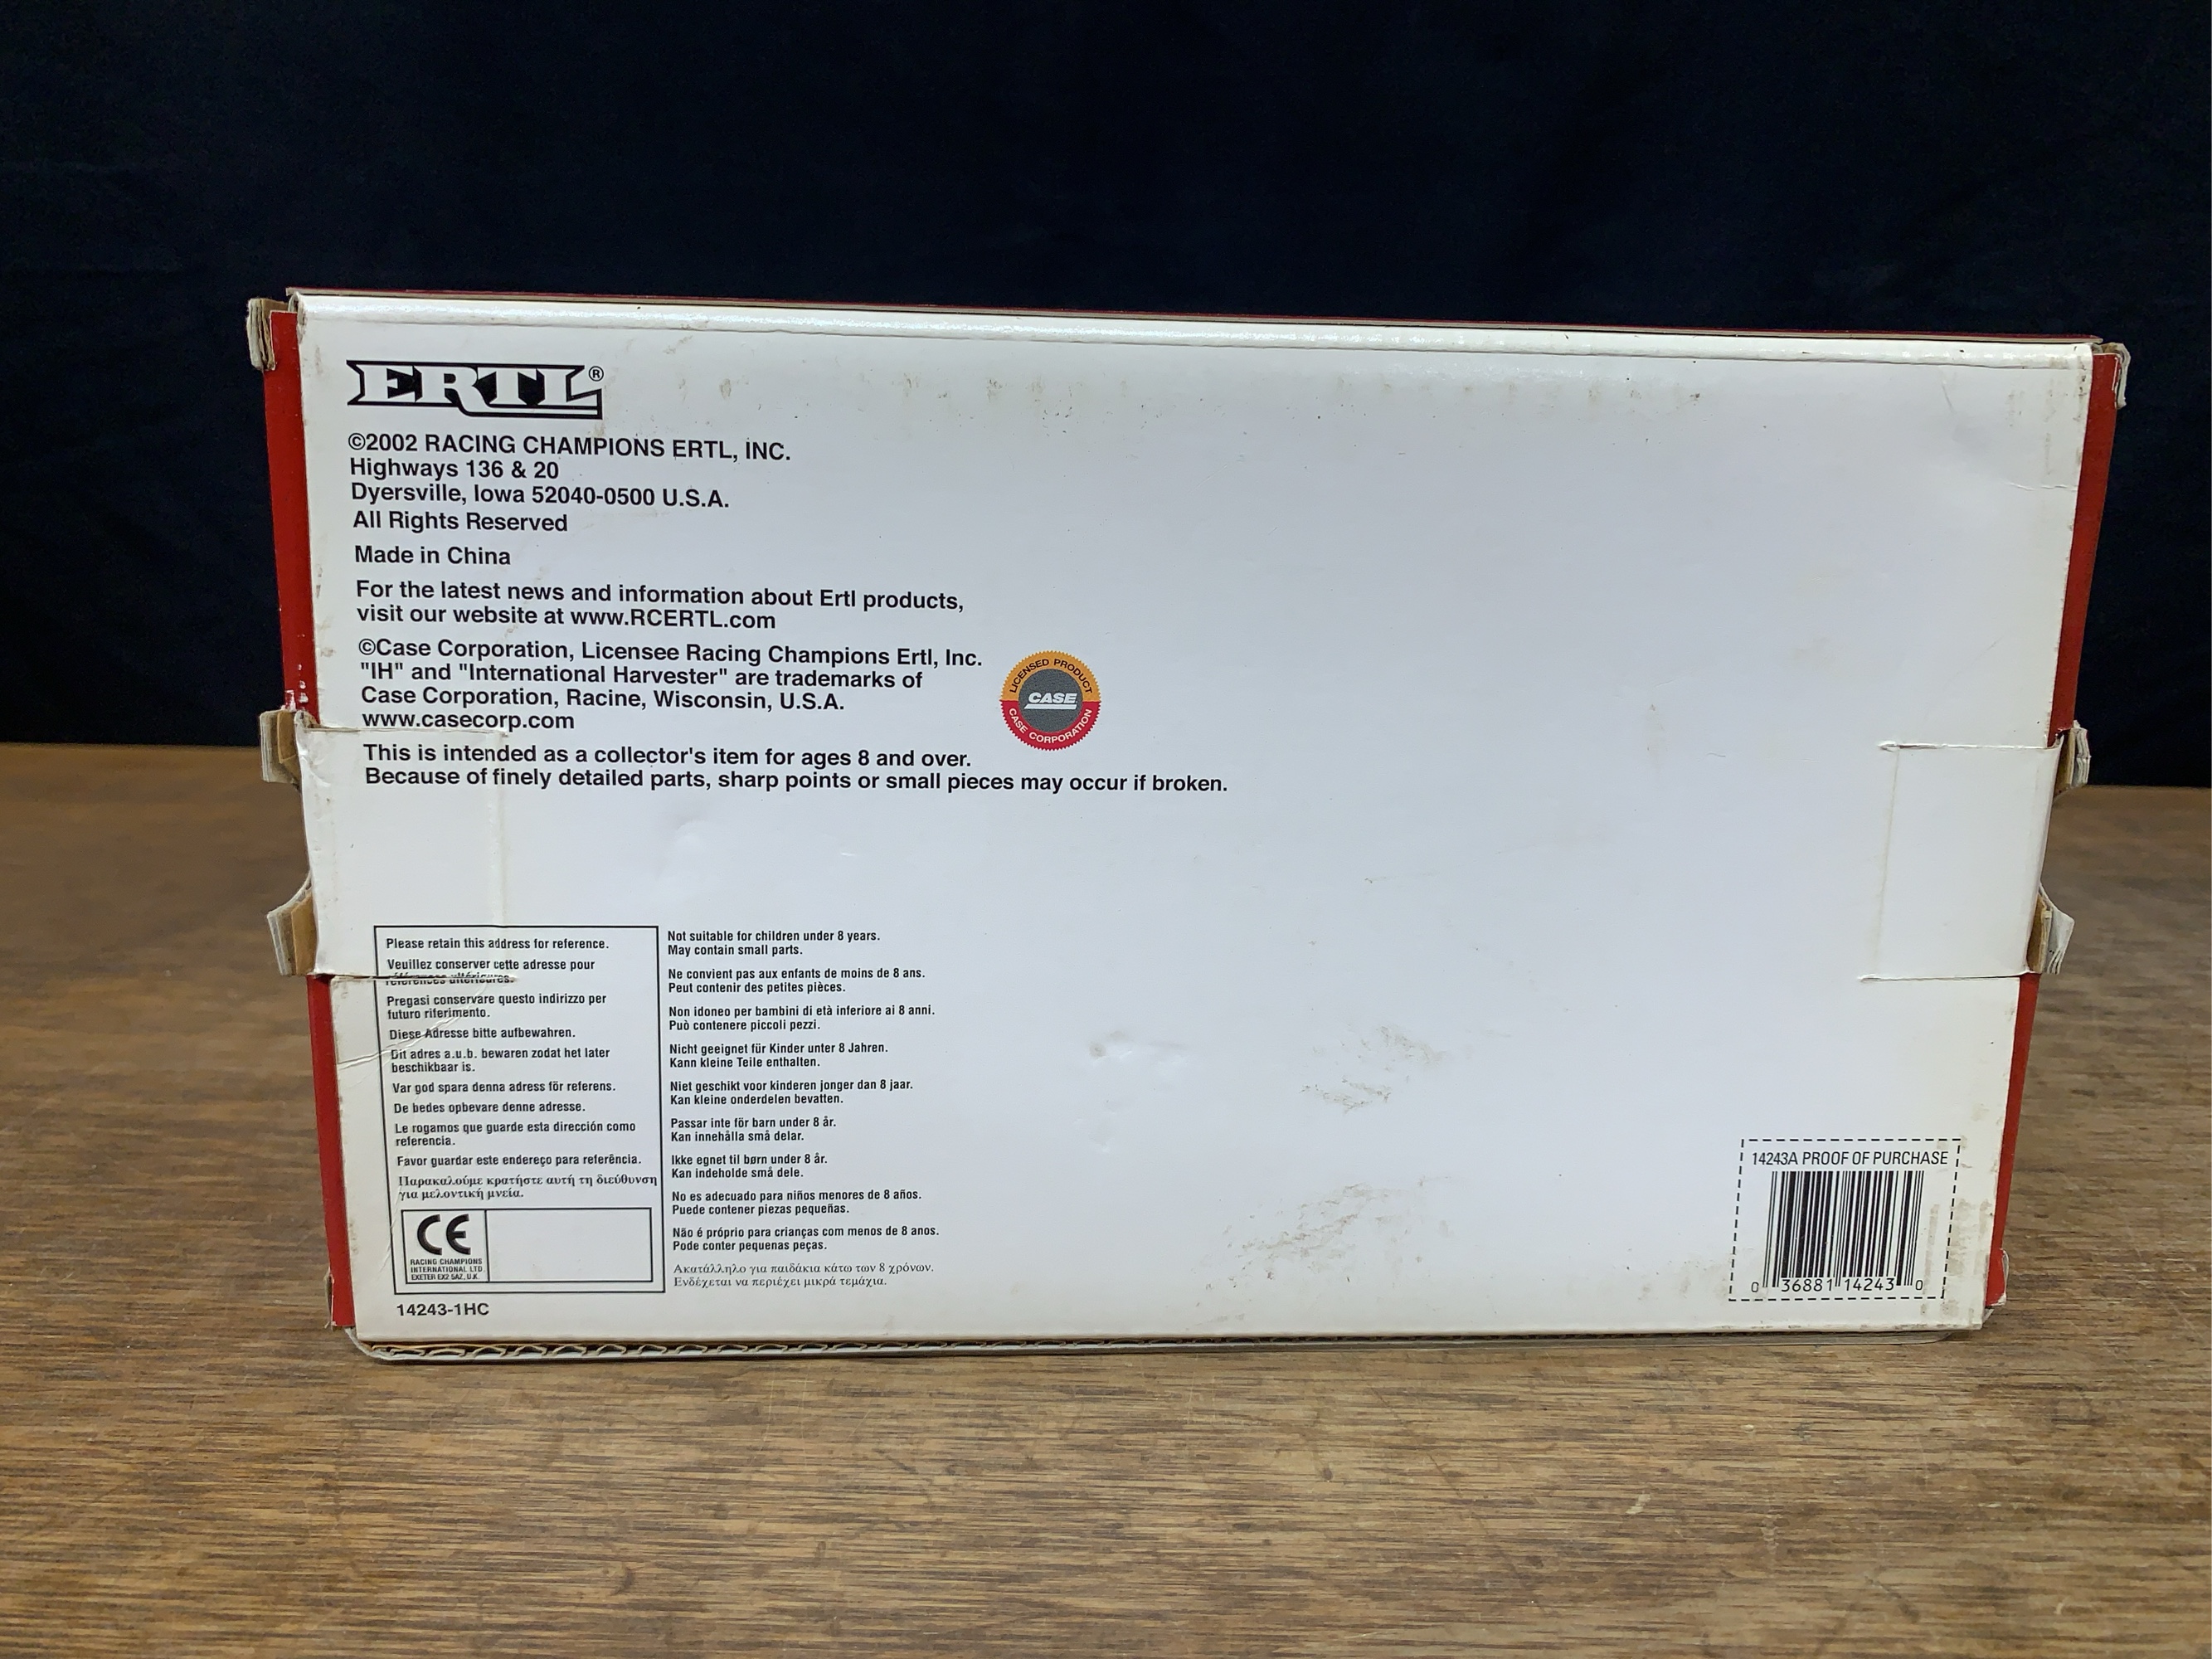 ERTL®
©2002 RACING CHAMPIONS ERTL, INC.
Highways 136 & 20
Dyersville, Iowa 52040-0500 U.S.A.
All Rights Reserved
Made in China
For the latest news and information about Ertl products,
visit our website at www.RCERTL.com
©Case Corporation, Licensee Racing Champions Ertl, Inc.
"IH" and "International Harvester" are trademarks of
Case Corporation, Racine, Wisconsin, U.S.A.
www.casecorp.com
LICENSED PRODUCT
CASE
CASE CORPORATION
This is intended as a collector's item for ages 8 and over.
Because of finely detailed parts, sharp points or small pieces may occur if broken.
Please retain this address for reference.
Veuillez conserver cette adresse pour
références ultérieures.
Pregasi conservare questo indirizzo per
futuro riferimento.
Diese Adresse bitte aufbewahren.
Dit adres a.u.b. bewaren zodat het later
beschikbaar is.
Var god spara denna adress för referens.
De bedes opbevare denne adresse.
Le rogamos que guarde esta dirección como
referencia.
Favor guardar este endereço para referência.
Παρακαλούμε κρατήστε αυτή τη διεύθυνση
για μελοντική μνεία.
CE
RACING CHAMPIONS
INTERNATIONAL LTD.
EXETER EX2 5AZ, U.K.
14243-1HC
Not suitable for children under 8 years.
May contain small parts.
Ne convient pas aux enfants de moins de 8 ans.
Peut contenir des petites pièces.
Non idoneo per bambini di età inferiore ai 8 anni.
Può contenere piccoli pezzi.
Nicht geeignet für Kinder unter 8 Jahren.
Kann kleine Teile enthalten.
Niet geschikt voor kinderen jonger dan 8 jaar.
Kan kleine onderdelen bevatten.
Passar inte för barn under 8 år.
Kan innehålla små delar.
Ikke egnet til børn under 8 år.
Kan indeholde små dele.
No es adecuado para niños menores de 8 años.
Puede contener piezas pequeñas.
Não é próprio para crianças com menos de 8 anos.
Pode conter pequenas peças.
Ακατάλληλο για παιδάκια κάτω των 8 χρόνων.
Ενδέχεται να περιέχει μικρά τεμάχια.
14243A PROOF OF PURCHASE
0 36881 14243 0